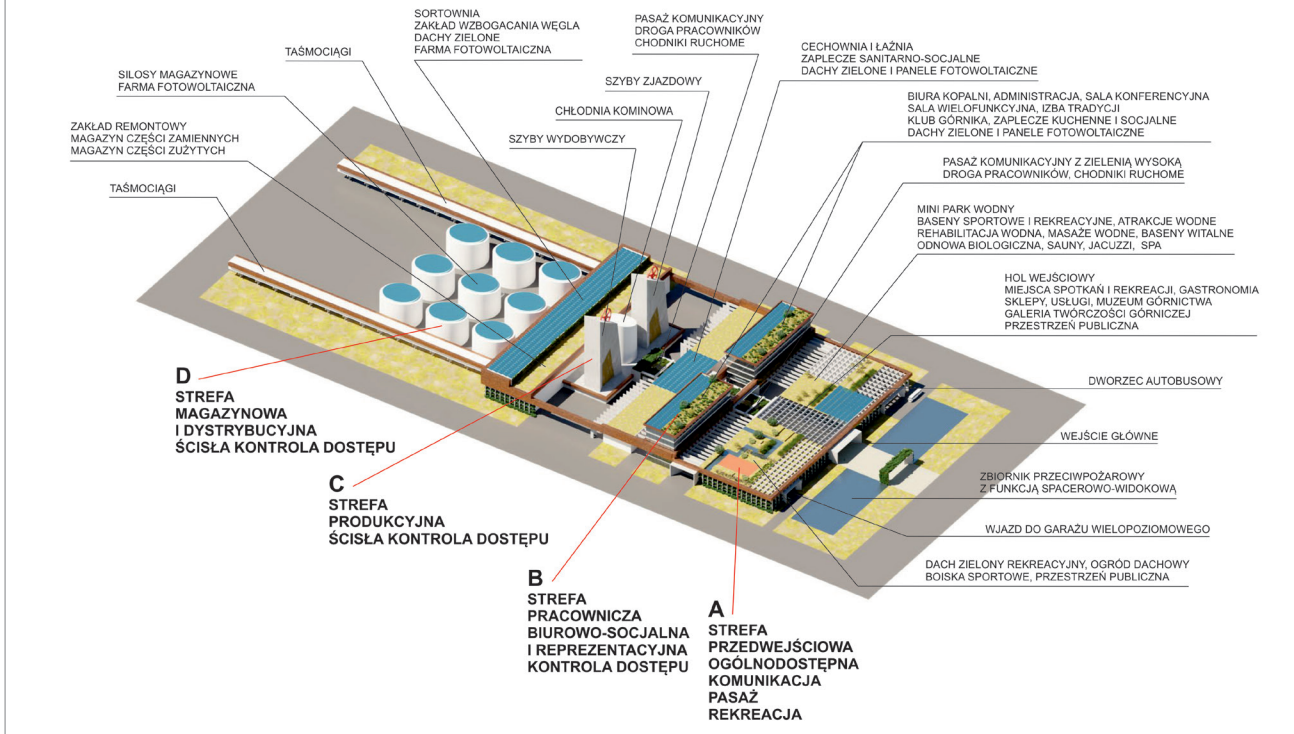 SORTOWNIA
ZAKŁAD WZBOGACANIA WĘGLA
DACHY ZIELONE
FARMA FOTOWOLTAICZNA
PASAŻ KOMUNIKACYJNY
DROGA PRACOWNIKÓW
CHODNIKI RUCHOME
TAŚMOCIĄGI
CECHOWNIA I ŁAŹNIA
ZAPLECZE SANITARNO-SOCJALNE
DACHY ZIELONE I PANELE FOTOWOLTAICZNE
SILOSY MAGAZYNOWE
FARMA FOTOWOLTAICZNA
SZYBY ZJAZDOWY
BIURA KOPALNI, ADMINISTRACJA, SALA KONFERENCYJNA
SALA WIELOFUNKCYJNA, IZBA TRADYCJI
KLUB GÓRNIKA, ZAPLECZE KUCHENNE I SOCJALNE
DACHY ZIELONE I PANELE FOTOWOLTAICZNE
CHŁODNIA KOMINOWA
ZAKŁAD REMONTOWY
MAGAZYN CZĘŚCI ZAMIENNYCH
MAGAZYN CZĘŚCI ZUŻYTYCH
SZYBY WYDOBYWCZY
PASAŻ KOMUNIKACYJNY Z ZIELENIĄ WYSOKĄ
DROGA PRACOWNIKÓW, CHODNIKI RUCHOME
TAŚMOCIĄGI
MINI PARK WODNY
BASENY SPORTOWE I REKREACYJNE, ATRAKCJE WODNE
REHABILITACJA WODNA, MASAŻE WODNE, BASENY WITALNE
ODNOWA BIOLOGICZNA, SAUNY, JACUZZI, SPA
HOL WEJŚCIOWY
MIEJSCA SPOTKAŃ I REKREACJI, GASTRONOMIA
SKLEPY, USŁUGI, MUZEUM GÓRNICTWA
GALERIA TWÓRCZOŚCI GÓRNICZEJ
PRZESTRZEŃ PUBLICZNA
DWORZEC AUTOBUSOWY
WEJŚCIE GŁÓWNE
ZBIORNIK PRZECIWPOŻAROWY
Z FUNKCJĄ SPACEROWO-WIDOKOWĄ
WJAZD DO GARAŻU WIELOPOZIOMOWEGO
DACH ZIELONY REKREACYJNY, OGRÓD DACHOWY
BOISKA SPORTOWE, PRZESTRZEŃ PUBLICZNA
D
STREFA
MAGAZYNOWA
I DYSTRYBUCYJNA
ŚCISŁA KONTROLA DOSTĘPU
C
STREFA
PRODUKCYJNA
ŚCISŁA KONTROLA DOSTĘPU
B
STREFA
PRACOWNICZA
BIUROWO-SOCJALNA
I REPREZENTACYJNA
KONTROLA DOSTĘPU
A
STREFA
PRZEDWEJŚCIOWA
OGÓLNODOSTĘPNA
KOMUNIKACJA
PASAŻ
REKREACJA